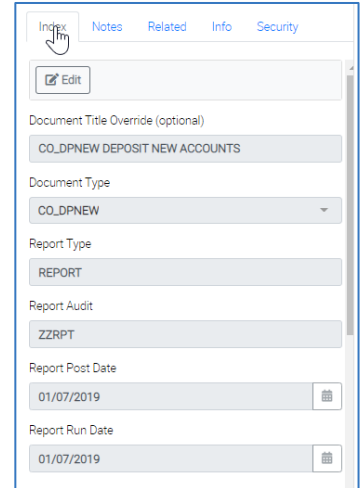 Index Notes Related Info Security
Edit
Document Title Override (optional)
CO_DPNEW DEPOSIT NEW ACCOUNTS
Document Type
CO_DPNEW
Report Type
REPORT
Report Audit
ZZRPT
Report Post Date
01/07/2019
Report Run Date
01/07/2019